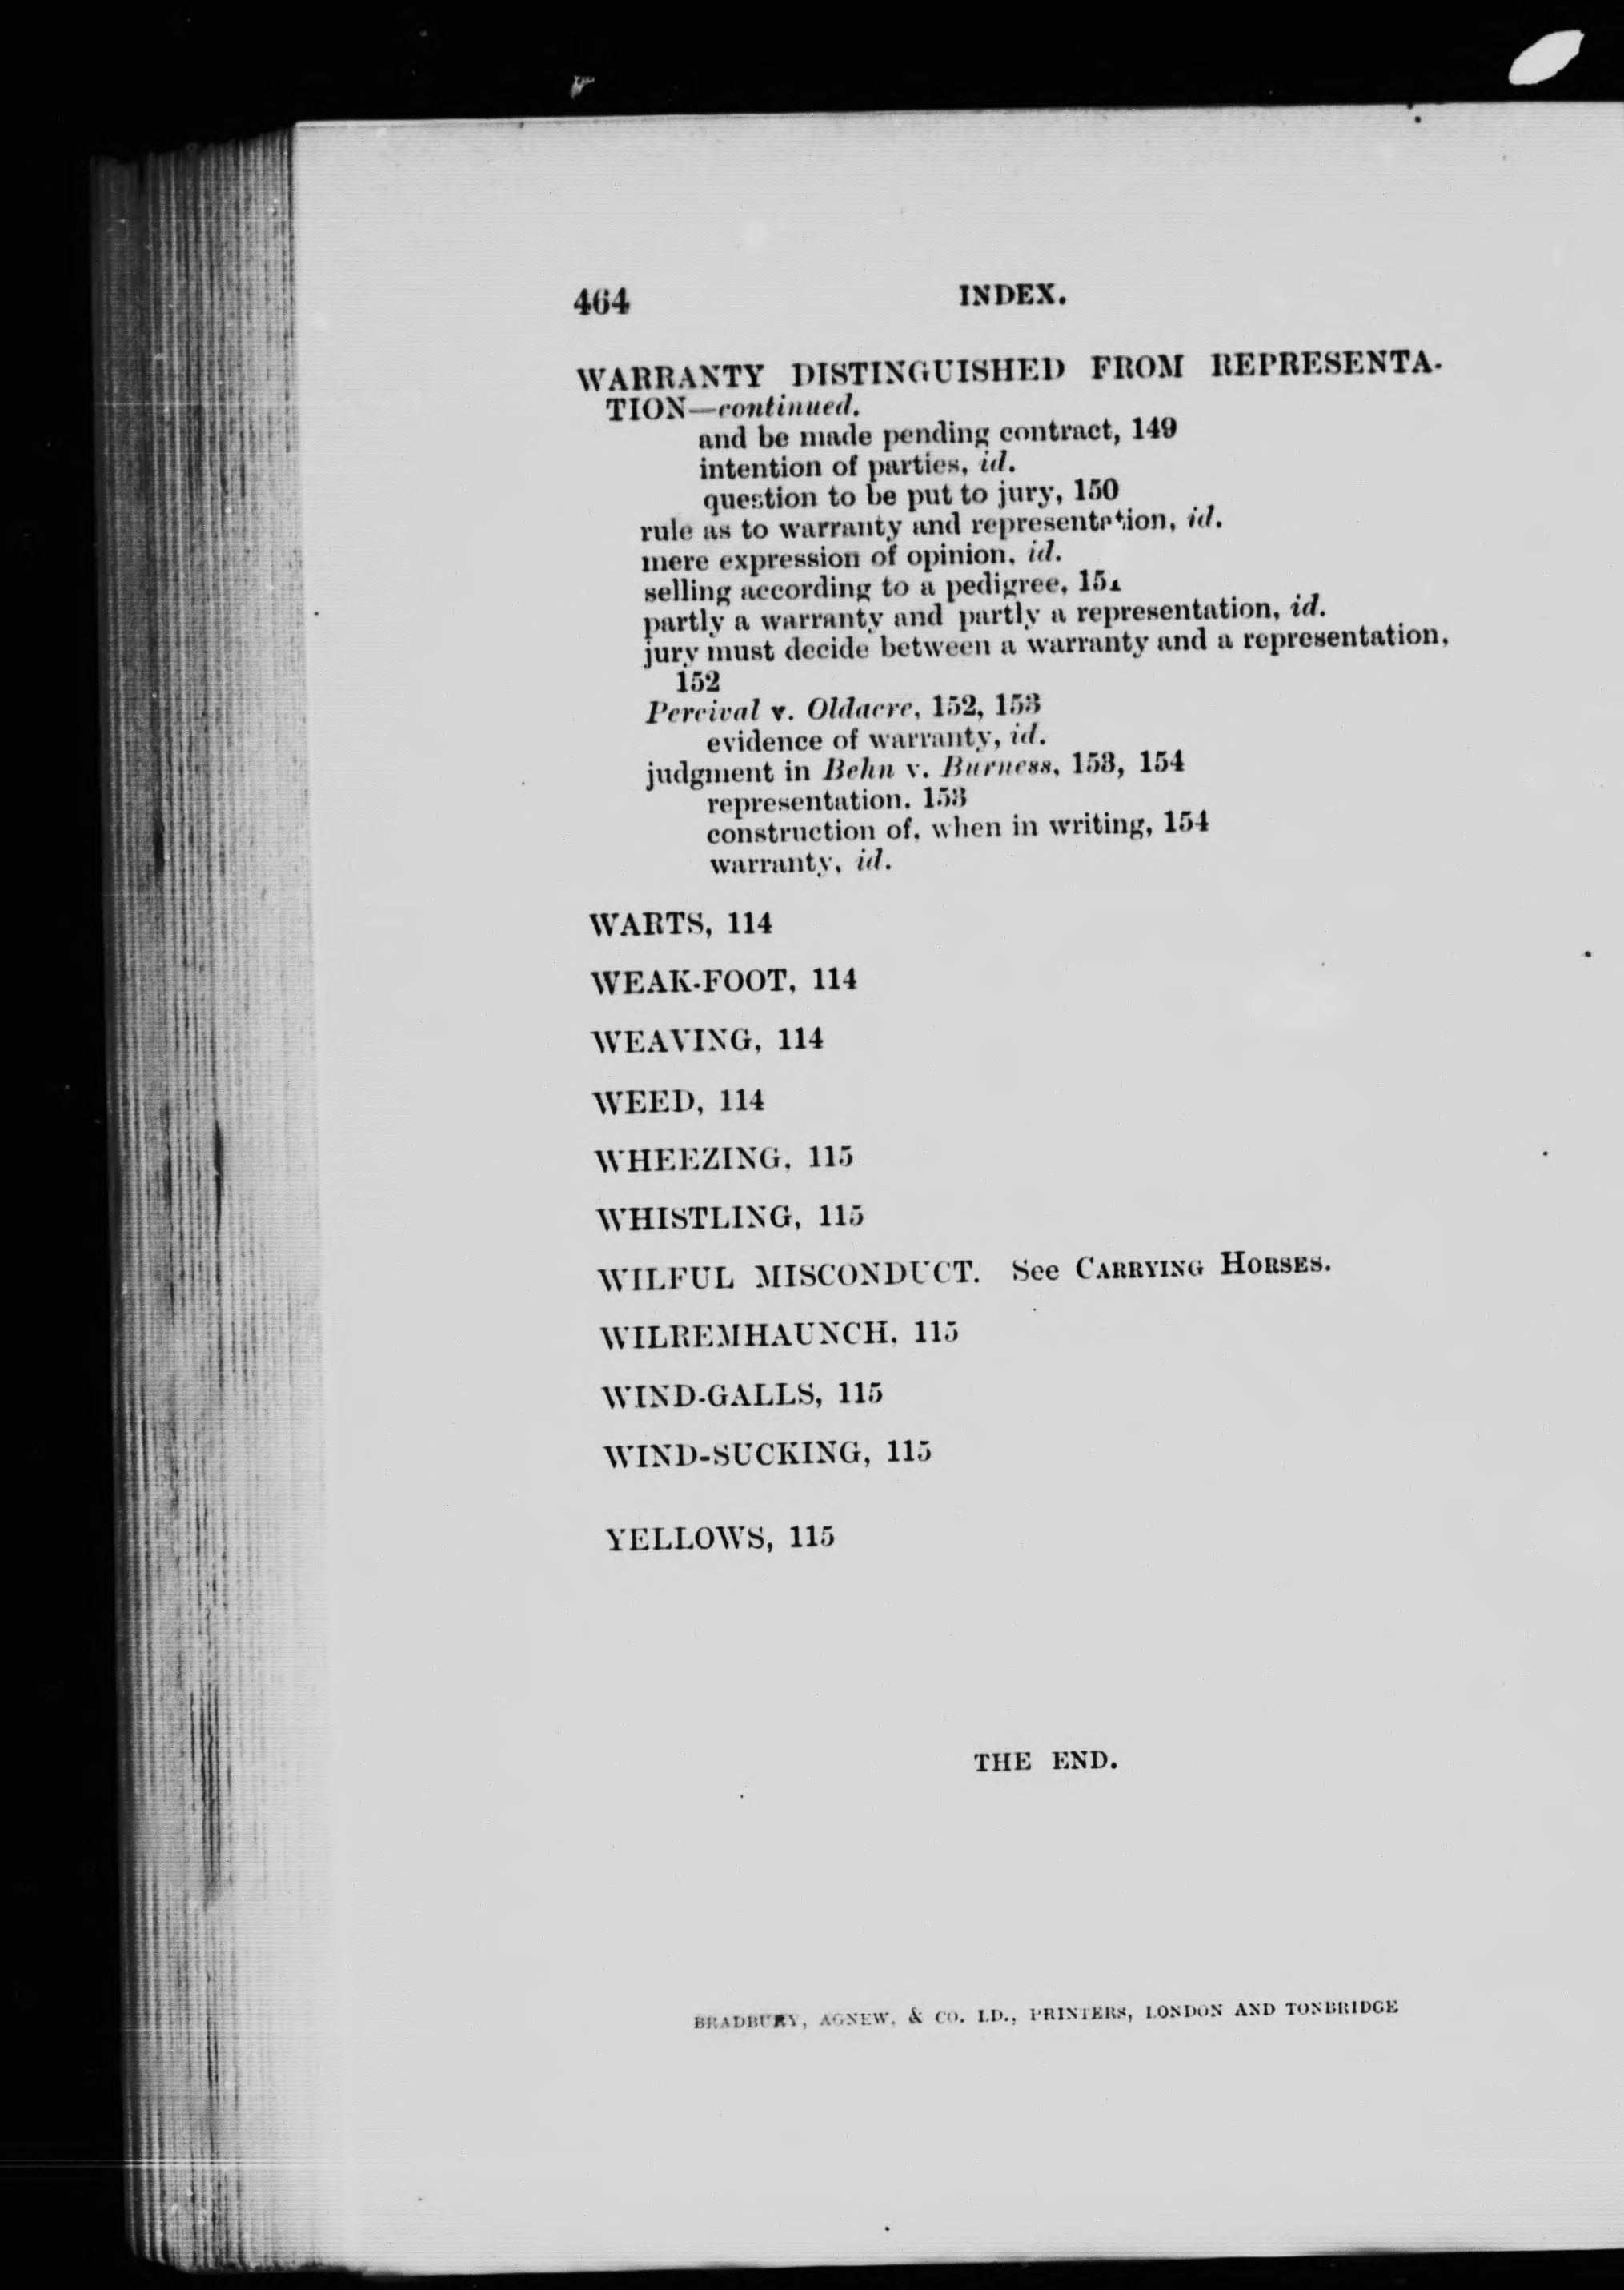 464 INDEX.
WARRANTY DISTINGUISHED FROM REPRESENTA-
TION—continued.
and be made pending contract, 149
intention of parties, id.
question to be put to jury, 150
rule as to warranty and representation, id.
mere expression of opinion, id.
selling according to a pedigree, 151
partly a warranty and partly a representation, id.
jury must decide between a warranty and a representation,
152
Percival v. Oldacre, 152, 153
evidence of warranty, id.
judgment in Behn v. Burness, 153, 154
representation, 153
construction of, when in writing, 154
warranty, id.
WARTS, 114
WEAK-FOOT, 114
WEAVING, 114
WEED, 114
WHEEZING, 115
WHISTLING, 115
WILFUL MISCONDUCT. See CARRYING HORSES.
WILREMHAUNCH, 115
WIND-GALLS, 115
WIND-SUCKING, 115
YELLOWS, 115
THE END.
BRADBURY, AGNEW, & CO. LD., PRINTERS, LONDON AND TONBRIDGE